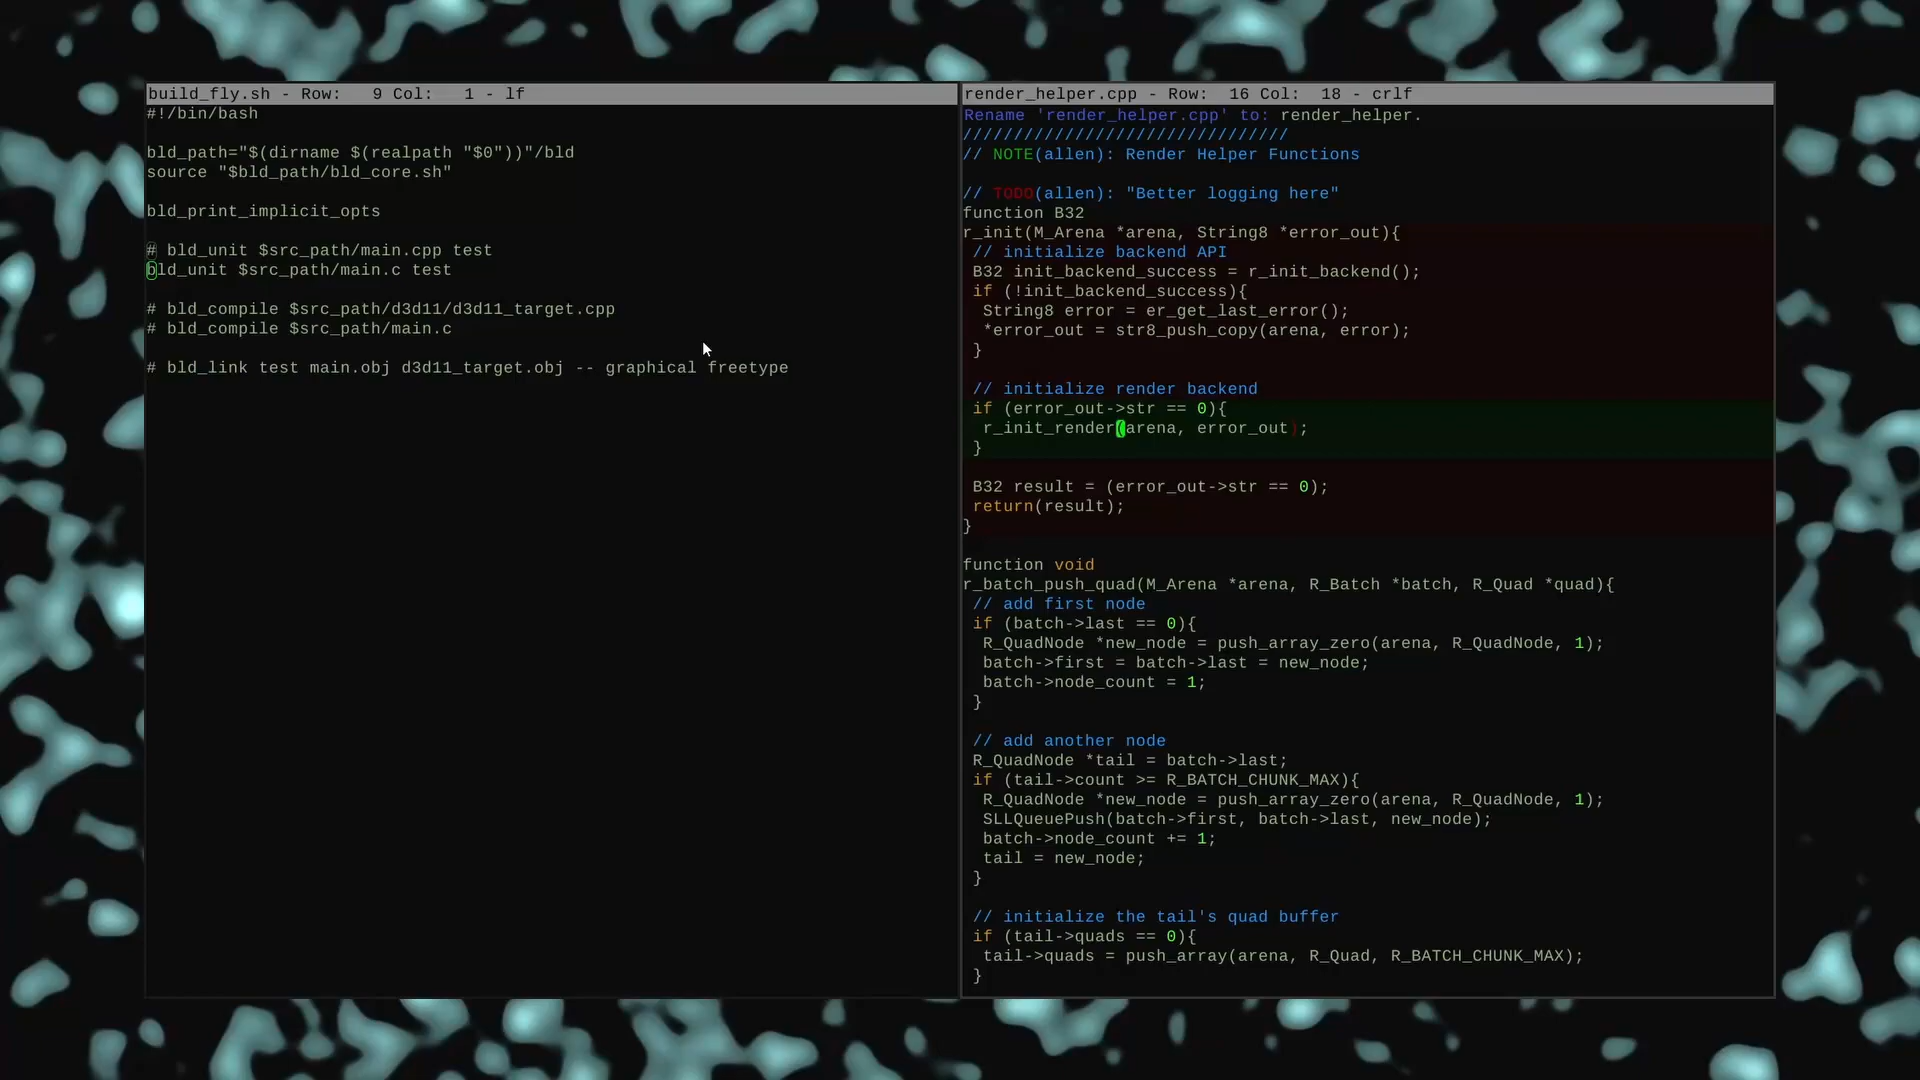 build_fly.sh - Row:   9 Col:   1 - lf
#!/bin/bash
bld_path="$(dirname $(realpath "$0"))"/bld
source "$bld_path/bld_core.sh"
bld_print_implicit_opts
# bld_unit $src_path/main.cpp test
bld_unit $src_path/main.c test
# bld_compile $src_path/d3d11/d3d11_target.cpp
# bld_compile $src_path/main.c
# bld_link test main.obj d3d11_target.obj -- graphical freetype
render_helper.cpp - Row:  16 Col:  18 - crlf
Rename 'render_helper.cpp' to: render_helper.
////////////////////////////////
// NOTE(allen): Render Helper Functions
// TODO(allen): "Better logging here"
function B32
r_init(M_Arena *arena, String8 *error_out){
 // initialize backend API
 B32 init_backend_success = r_init_backend();
 if (!init_backend_success){
  String8 error = er_get_last_error();
  *error_out = str8_push_copy(arena, error);
 }
 // initialize render backend
 if (error_out->str == 0){
  r_init_render(arena, error_out);
 }
 B32 result = (error_out->str == 0);
 return(result);
}
function void
r_batch_push_quad(M_Arena *arena, R_Batch *batch, R_Quad *quad){
 // add first node
 if (batch->last == 0){
  R_QuadNode *new_node = push_array_zero(arena, R_QuadNode, 1);
  batch->first = batch->last = new_node;
  batch->node_count = 1;
 }
 // add another node
 R_QuadNode *tail = batch->last;
 if (tail->count >= R_BATCH_CHUNK_MAX){
  R_QuadNode *new_node = push_array_zero(arena, R_QuadNode, 1);
  SLLQueuePush(batch->first, batch->last, new_node);
  batch->node_count += 1;
  tail = new_node;
 }
 // initialize the tail's quad buffer
 if (tail->quads == 0){
  tail->quads = push_array(arena, R_Quad, R_BATCH_CHUNK_MAX);
 }